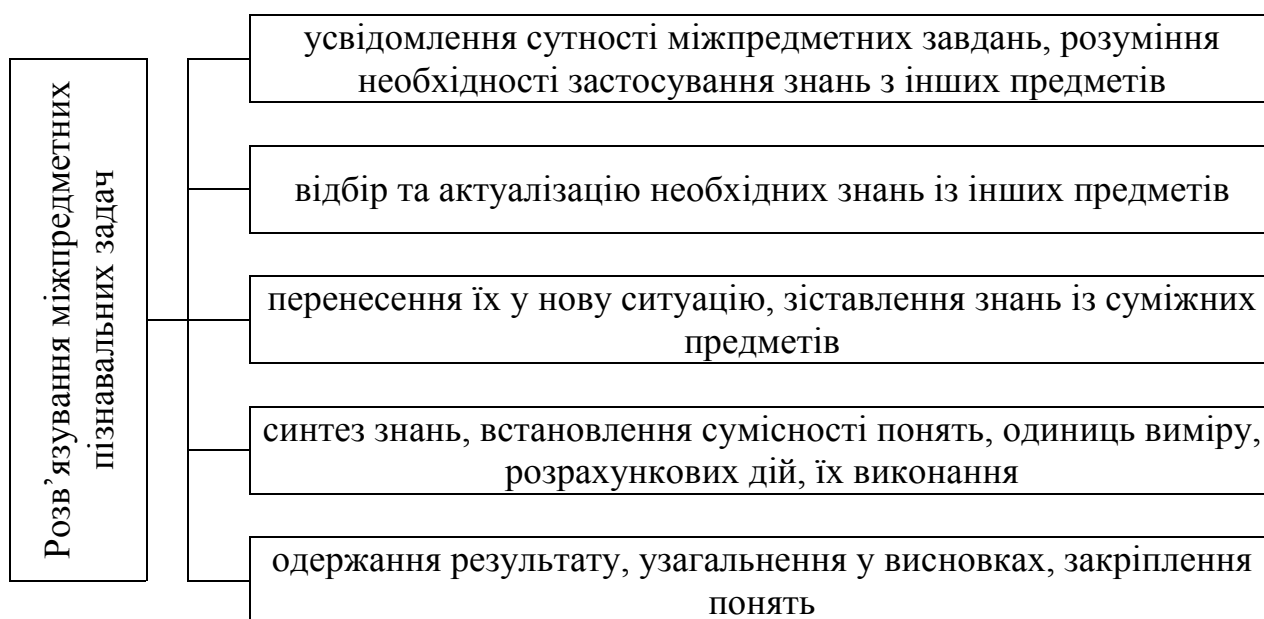 Розв’язування міжпредметних
пізнавальних задач
усвідомлення сутності міжпредметних завдань, розуміння
необхідності застосування знань з інших предметів
відбір та актуалізацію необхідних знань із інших предметів
перенесення їх у нову ситуацію, зіставлення знань із суміжних
предметів
синтез знань, встановлення сумісності понять, одиниць виміру,
розрахункових дій, їх виконання
одержання результату, узагальнення у висновках, закріплення
понять